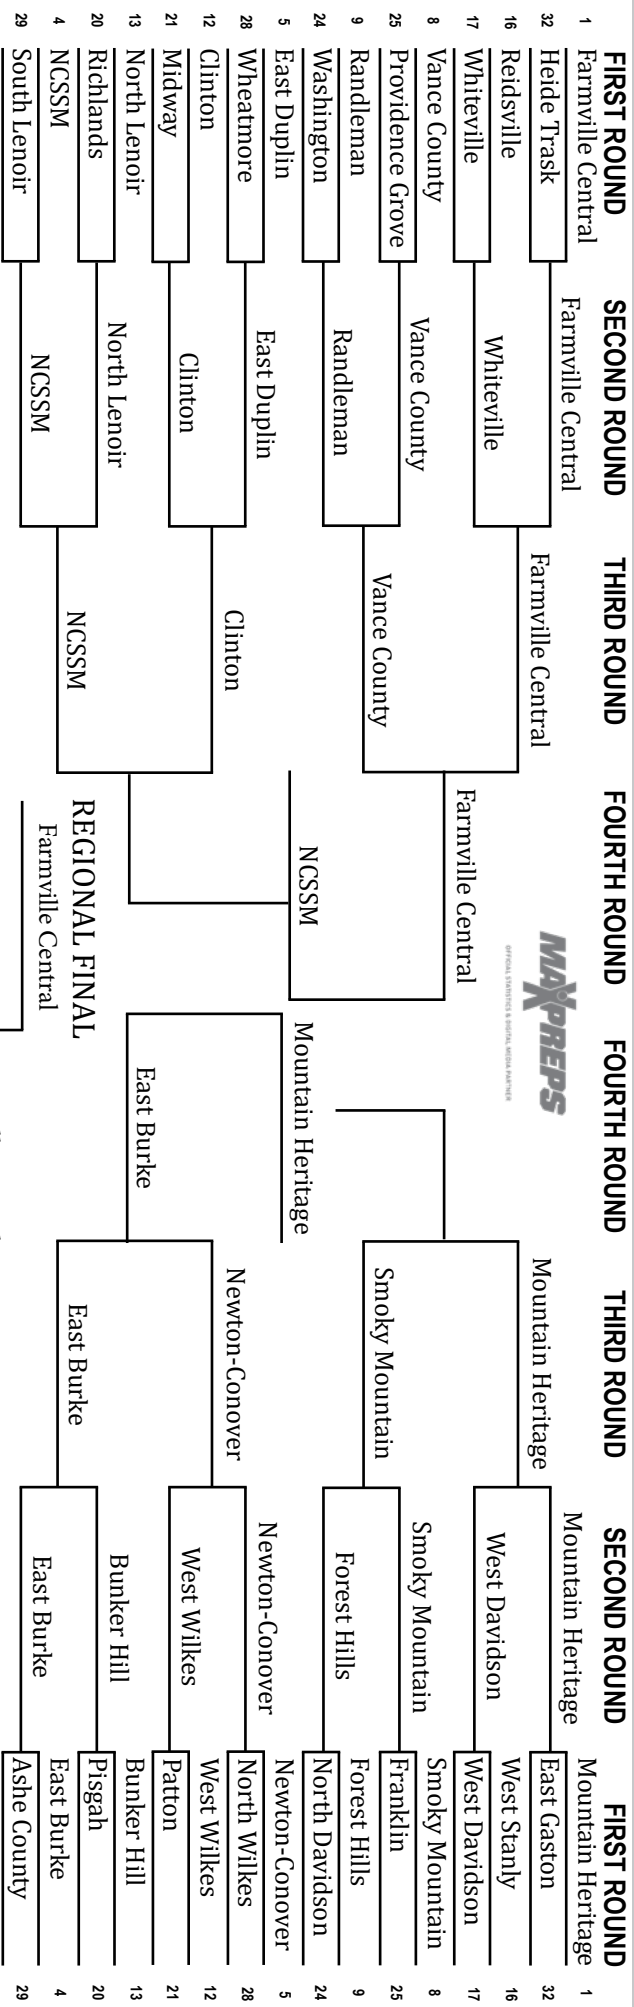 FIRST ROUND
SECOND ROUND
THIRD ROUND
FOURTH ROUND
FOURTH ROUND
THIRD ROUND
SECOND ROUND
FIRST ROUND
1 Farmville Central
32 Heide Trask
16 Reidsville
17 Whiteville
8 Vance County
25 Providence Grove
9 Randleman
24 Washington
5 East Duplin
28 Wheatmore
12 Clinton
21 Midway
13 North Lenoir
20 Richlands
4 NCSSM
29 South Lenoir
Farmville Central
Whiteville
Vance County
Randleman
East Duplin
Clinton
North Lenoir
NCSSM
Farmville Central
Vance County
Clinton
NCSSM
Farmville Central
NCSSM
REGIONAL FINAL
Farmville Central
MAXPREPS
OFFICIAL STATISTICS & DIGITAL MEDIA PARTNER
Mountain Heritage
East Burke
Mountain Heritage
Smoky Mountain
Newton-Conover
East Burke
Mountain Heritage
West Davidson
Smoky Mountain
Forest Hills
Newton-Conover
West Wilkes
Bunker Hill
East Burke
Mountain Heritage 1
East Gaston 32
West Stanly 16
West Davidson 17
Smoky Mountain 8
Franklin 25
Forest Hills 9
North Davidson 24
Newton-Conover 5
North Wilkes 28
West Wilkes 12
Patton 21
Bunker Hill 13
Pisgah 20
East Burke 4
Ashe County 29